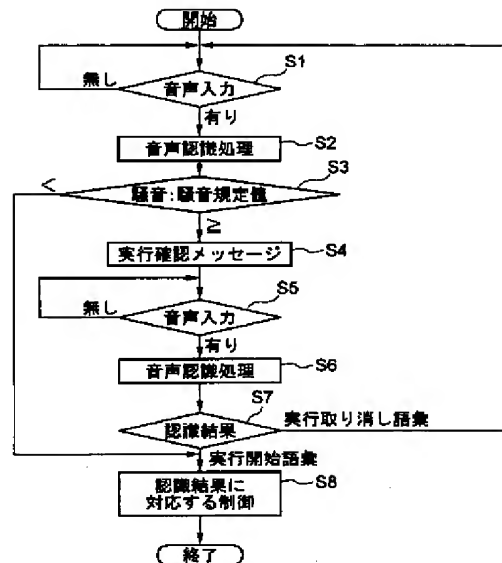 開始
S1
無し
音声入力
有り
S2
音声認識処理
S3
<
騒音:騒音規定値
≧
S4
実行確認メッセージ
S5
無し
音声入力
有り
S6
音声認識処理
S7
実行取り消し語彙
認識結果
実行開始語彙
S8
認識結果に
対応する制御
終了